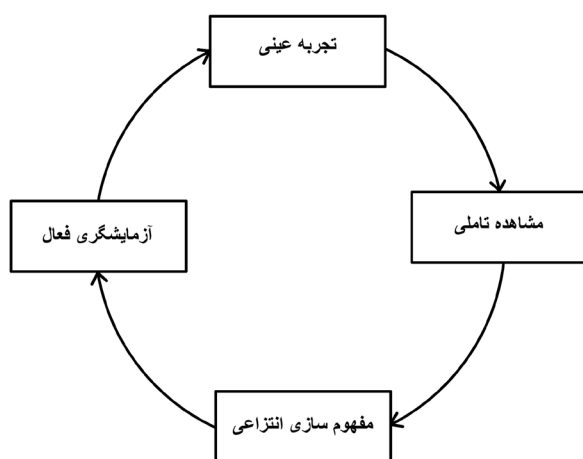 تجربه عینی
مشاهده تاملی
مفهوم سازی انتزاعی
آزمایشگری فعال